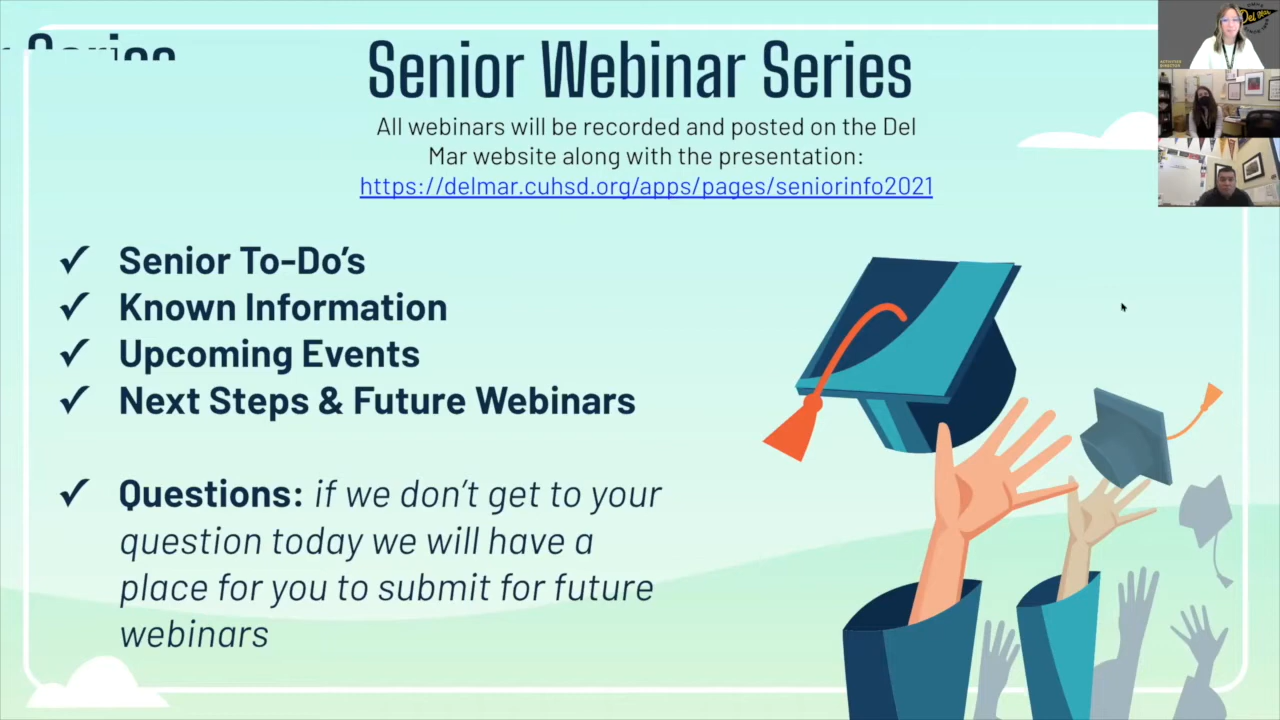 Senior Webinar Series
All webinars will be recorded and posted on the Del
Mar website along with the presentation:
https://delmar.cuhsd.org/apps/pages/seniorinfo2021
✓ Senior To-Do's
✓ Known Information
✓ Upcoming Events
✓ Next Steps & Future Webinars
✓ Questions: if we don't get to your
question today we will have a
place for you to submit for future
webinars
Del Mar